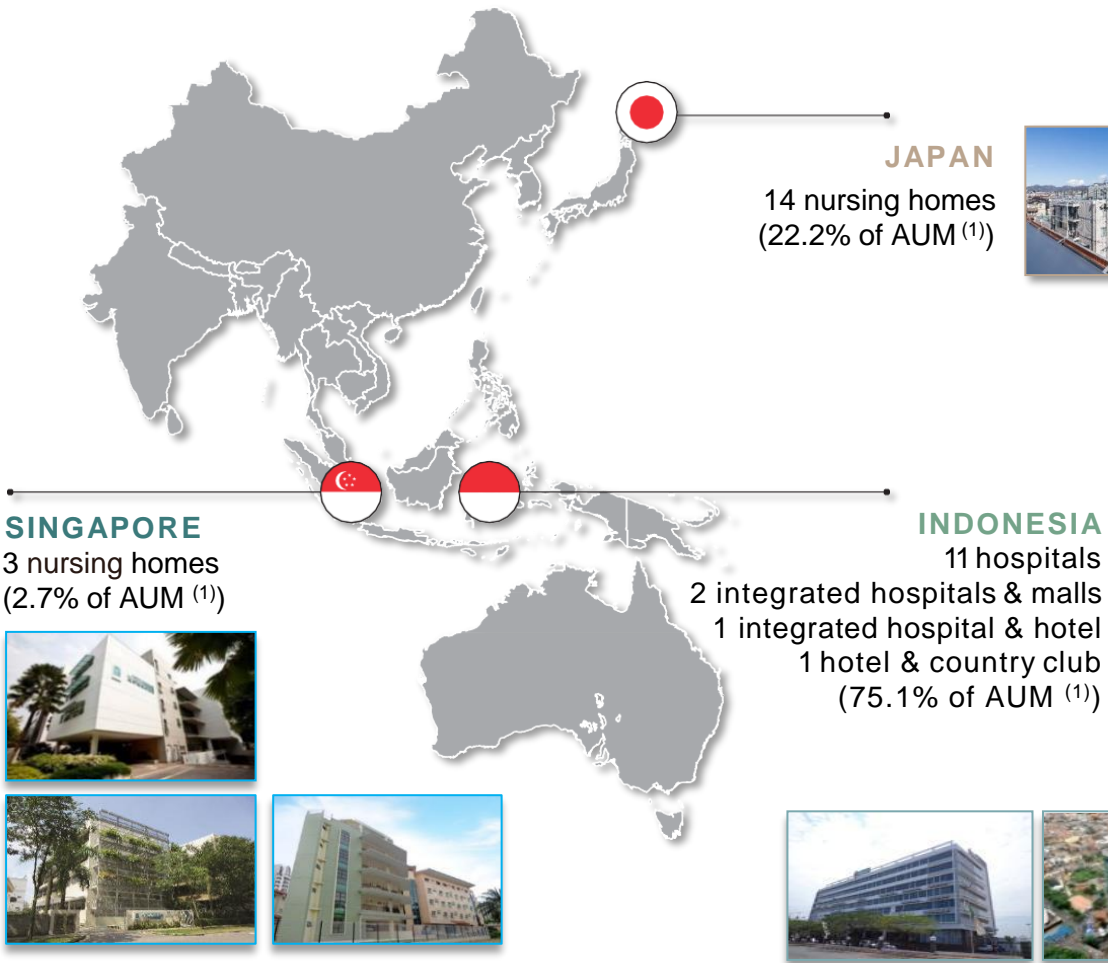 JAPAN
14 nursing homes
(22.2% of AUM (1))
SINGAPORE
3 nursing homes
(2.7% of AUM (1))
INDONESIA
11 hospitals
2 integrated hospitals & malls
1 integrated hospital & hotel
1 hotel & country club
(75.1% of AUM (1))